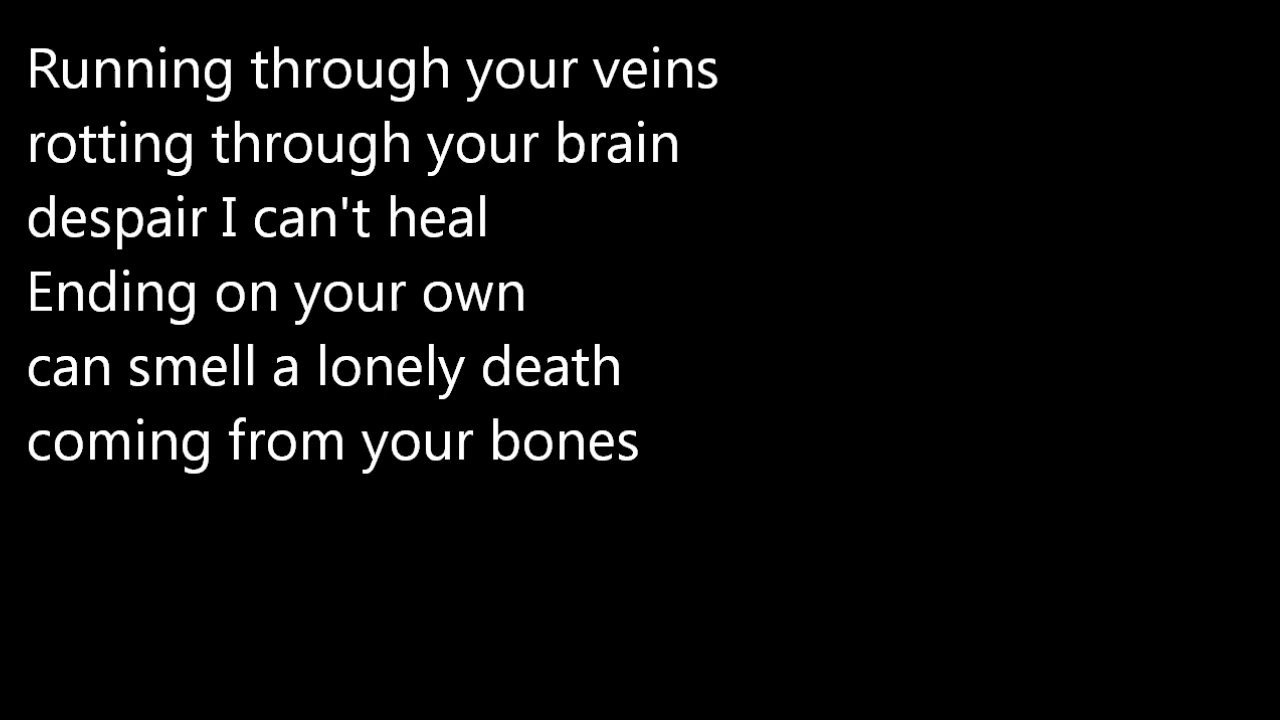 Running through your veins
rotting through your brain
despair I can't heal
Ending on your own
can smell a lonely death
coming from your bones